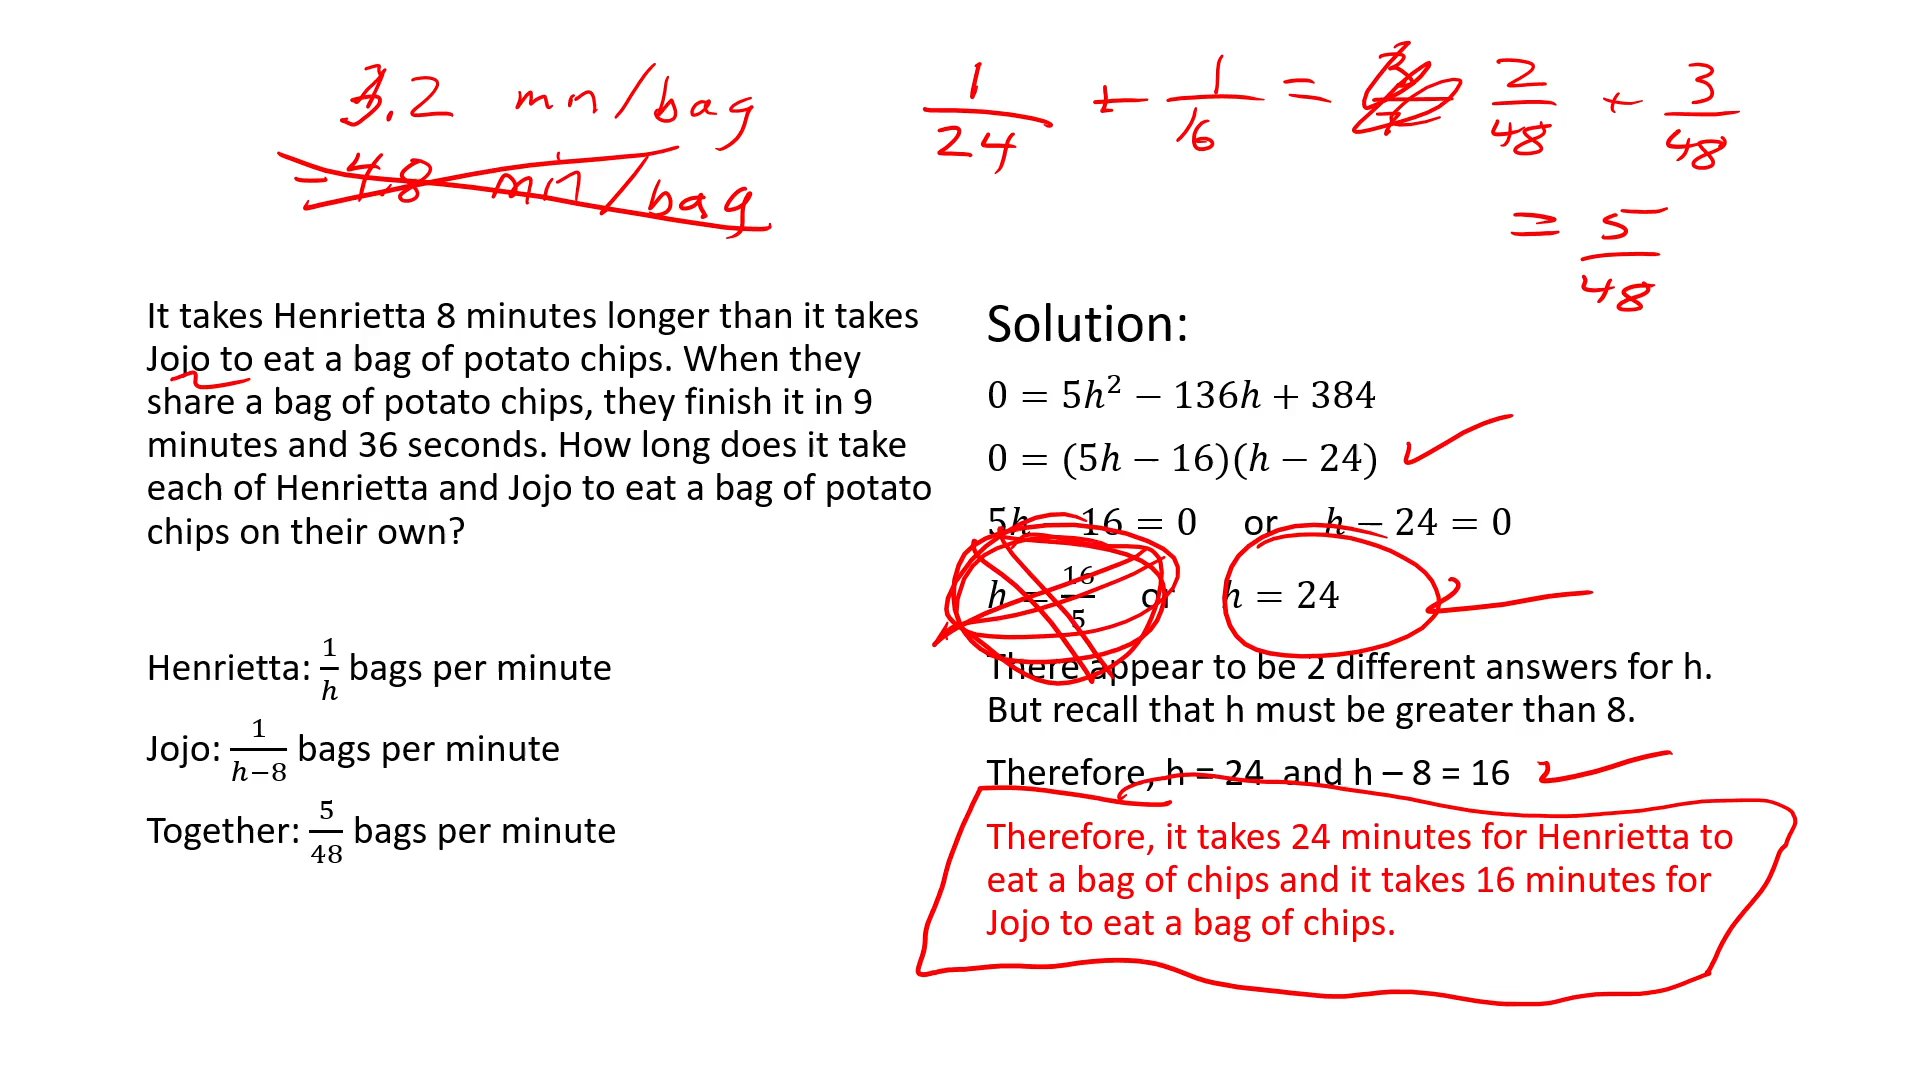 3.2 min/bag
-4.8 min/bag
1/24 + 1/16 = 2/48 + 3/48
= 5/48
It takes Henrietta 8 minutes longer than it takes
Jojo to eat a bag of potato chips. When they
share a bag of potato chips, they finish it in 9
minutes and 36 seconds. How long does it take
each of Henrietta and Jojo to eat a bag of potato
chips on their own?
Henrietta: 1/h bags per minute
Jojo: 1/(h−8) bags per minute
Together: 5/48 bags per minute
Solution:
0 = 5h² − 136h + 384
0 = (5h − 16)(h − 24)
5h − 16 = 0 or h − 24 = 0
h = 16/5 or h = 24
There appear to be 2 different answers for h.
But recall that h must be greater than 8.
Therefore, h = 24 and h – 8 = 16
Therefore, it takes 24 minutes for Henrietta to
eat a bag of chips and it takes 16 minutes for
Jojo to eat a bag of chips.